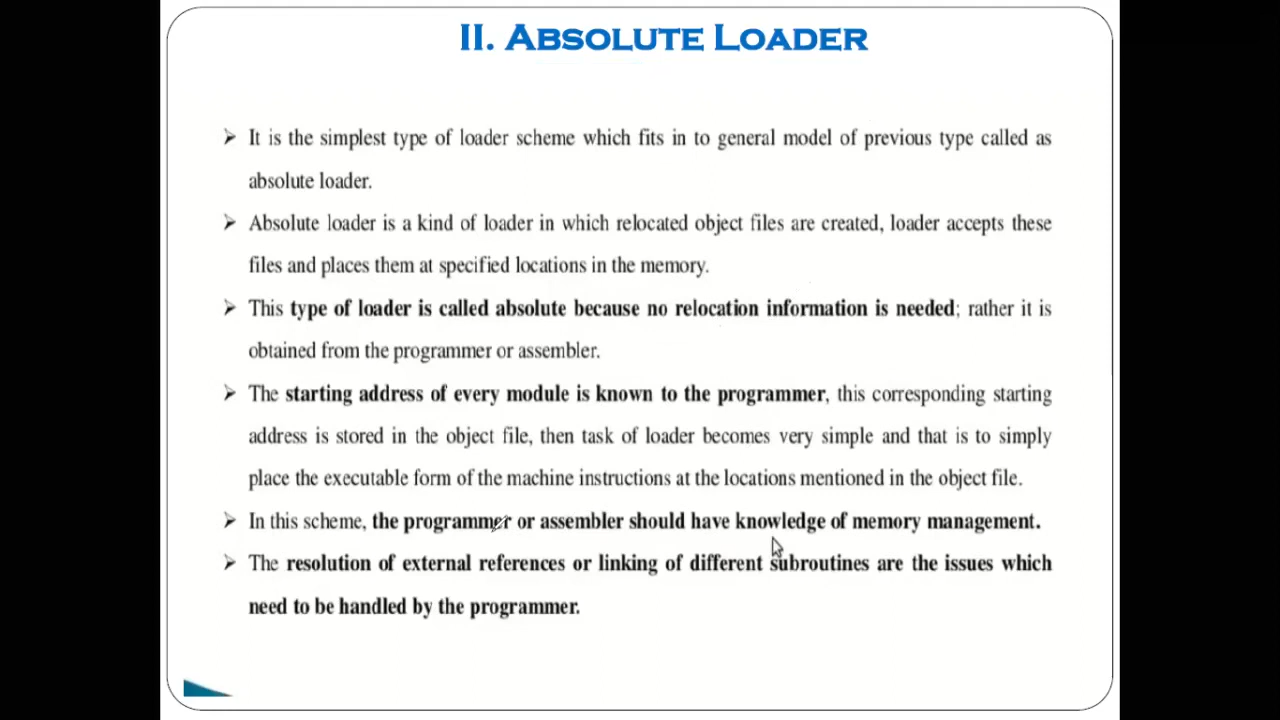 II. ABSOLUTE LOADER
➢ It is the simplest type of loader scheme which fits in to general model of previous type called as
absolute loader.
➢ Absolute loader is a kind of loader in which relocated object files are created, loader accepts these
files and places them at specified locations in the memory.
➢ This type of loader is called absolute because no relocation information is needed; rather it is
obtained from the programmer or assembler.
➢ The starting address of every module is known to the programmer, this corresponding starting
address is stored in the object file, then task of loader becomes very simple and that is to simply
place the executable form of the machine instructions at the locations mentioned in the object file.
➢ In this scheme, the programmer or assembler should have knowledge of memory management.
➢ The resolution of external references or linking of different subroutines are the issues which
need to be handled by the programmer.